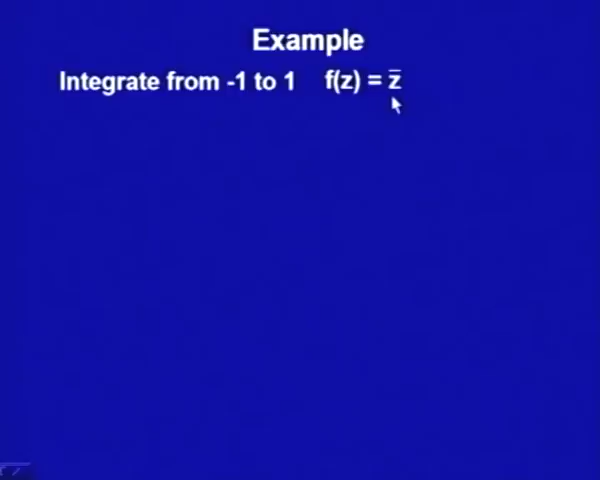 Example
Integrate from -1 to 1 f(z) = z̄